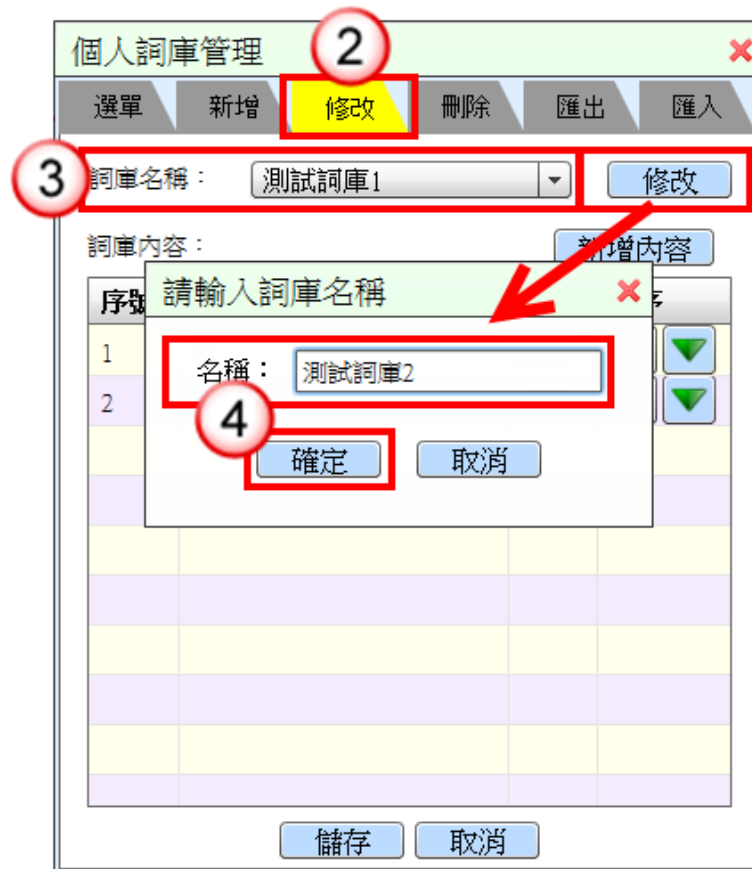 個人詞庫管理
2
選單 新增 修改 刪除 匯出 匯入
3
詞庫名稱： 測試詞庫1 修改
詞庫內容： 新增內容
序號
請輸入詞庫名稱
1
名稱： 測試詞庫2
2
4
確定 取消
儲存 取消